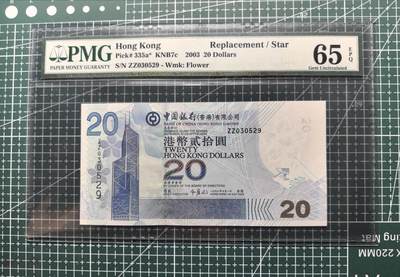 PMG
PAPER MONEY GUARANTY
Hong Kong
Replacement / Star
Pick# 335a* KNB7c 2003 20 Dollars
S/N ZZ030529 - Wmk: Flower
65 EPQ
Gem Uncirculated
20
中國銀行(香港)有限公司
BANK OF CHINA (HONG KONG) LIMITED
ZZ030529
港幣貳拾圓
TWENTY
HONG KONG DOLLARS
20
20
ZZ030529
220MM